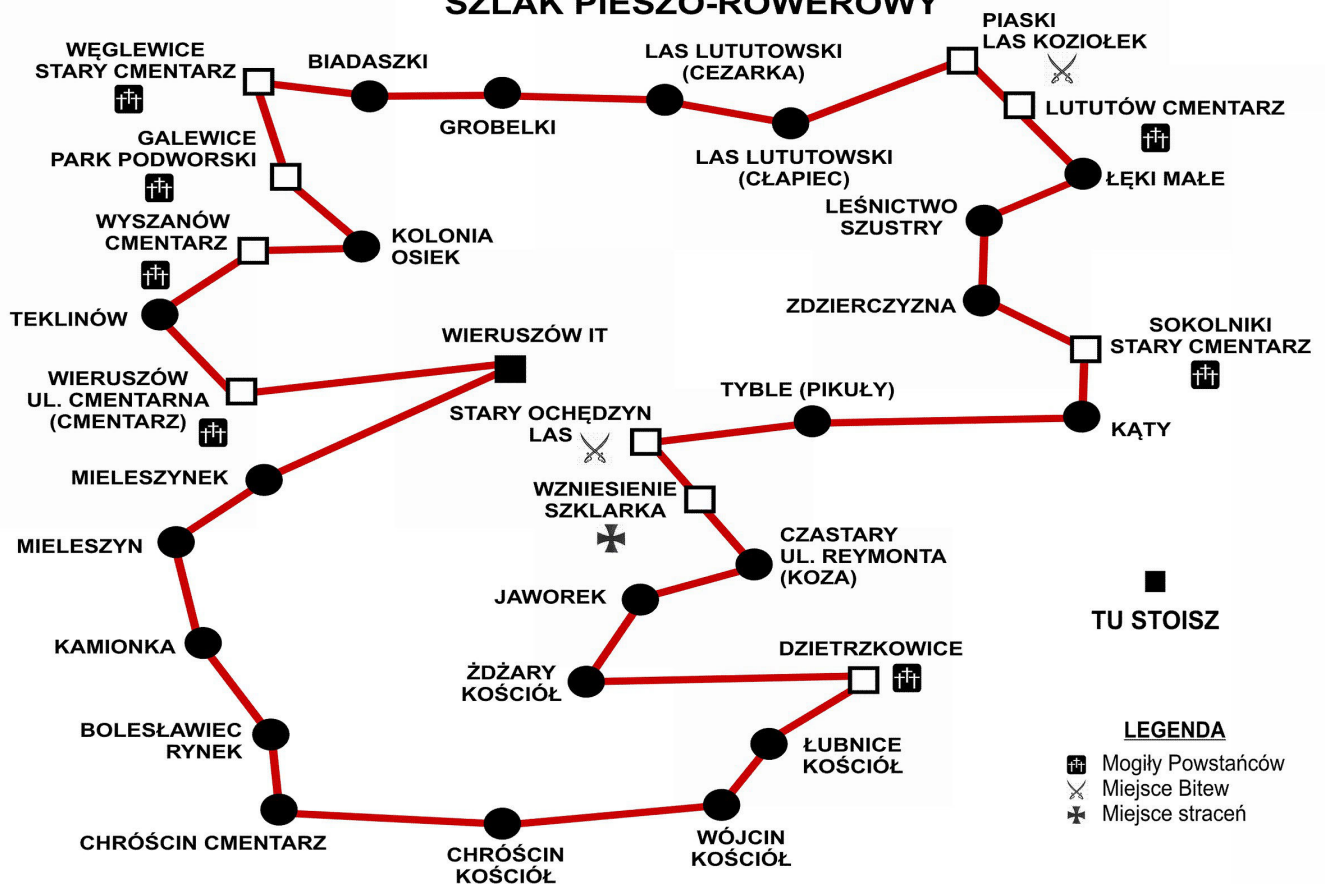 SZLAK PIESZO-ROWEROWY
PIASKI
LAS KOZIOŁEK
WĘGLEWICE
STARY CMENTARZ
BIADASZKI
LAS LUTUTOWSKI
(CEZARKA)
GROBELKI
LUTUTÓW CMENTARZ
GALEWICE
PARK PODWORSKI
LAS LUTUTOWSKI
(CŁAPIEC)
ŁĘKI MAŁE
LEŚNICTWO
SZUSTRY
WYSZANÓW
CMENTARZ
KOLONIA
OSIEK
ZDZIERCZYZNA
TEKLINÓW
WIERUSZÓW IT
SOKOLNIKI
STARY CMENTARZ
WIERUSZÓW
UL. CMENTARNA
(CMENTARZ)
TYBLE (PIKUŁY)
STARY OCHĘDZYN
LAS
KĄTY
MIELESZYNEK
WZNIESIENIE
SZKLARKA
MIELESZYN
CZASTARY
UL. REYMONTA
(KOZA)
JAWOREK
TU STOISZ
KAMIONKA
DZIETRZKOWICE
ŻDŻARY
KOŚCIÓŁ
BOLESŁAWIEC
RYNEK
ŁUBNICE
KOŚCIÓŁ
LEGENDA
Mogiły Powstańców
Miejsce Bitew
Miejsce straceń
CHRÓŚCIN CMENTARZ
CHRÓŚCIN
KOŚCIÓŁ
WÓJCIN
KOŚCIÓŁ